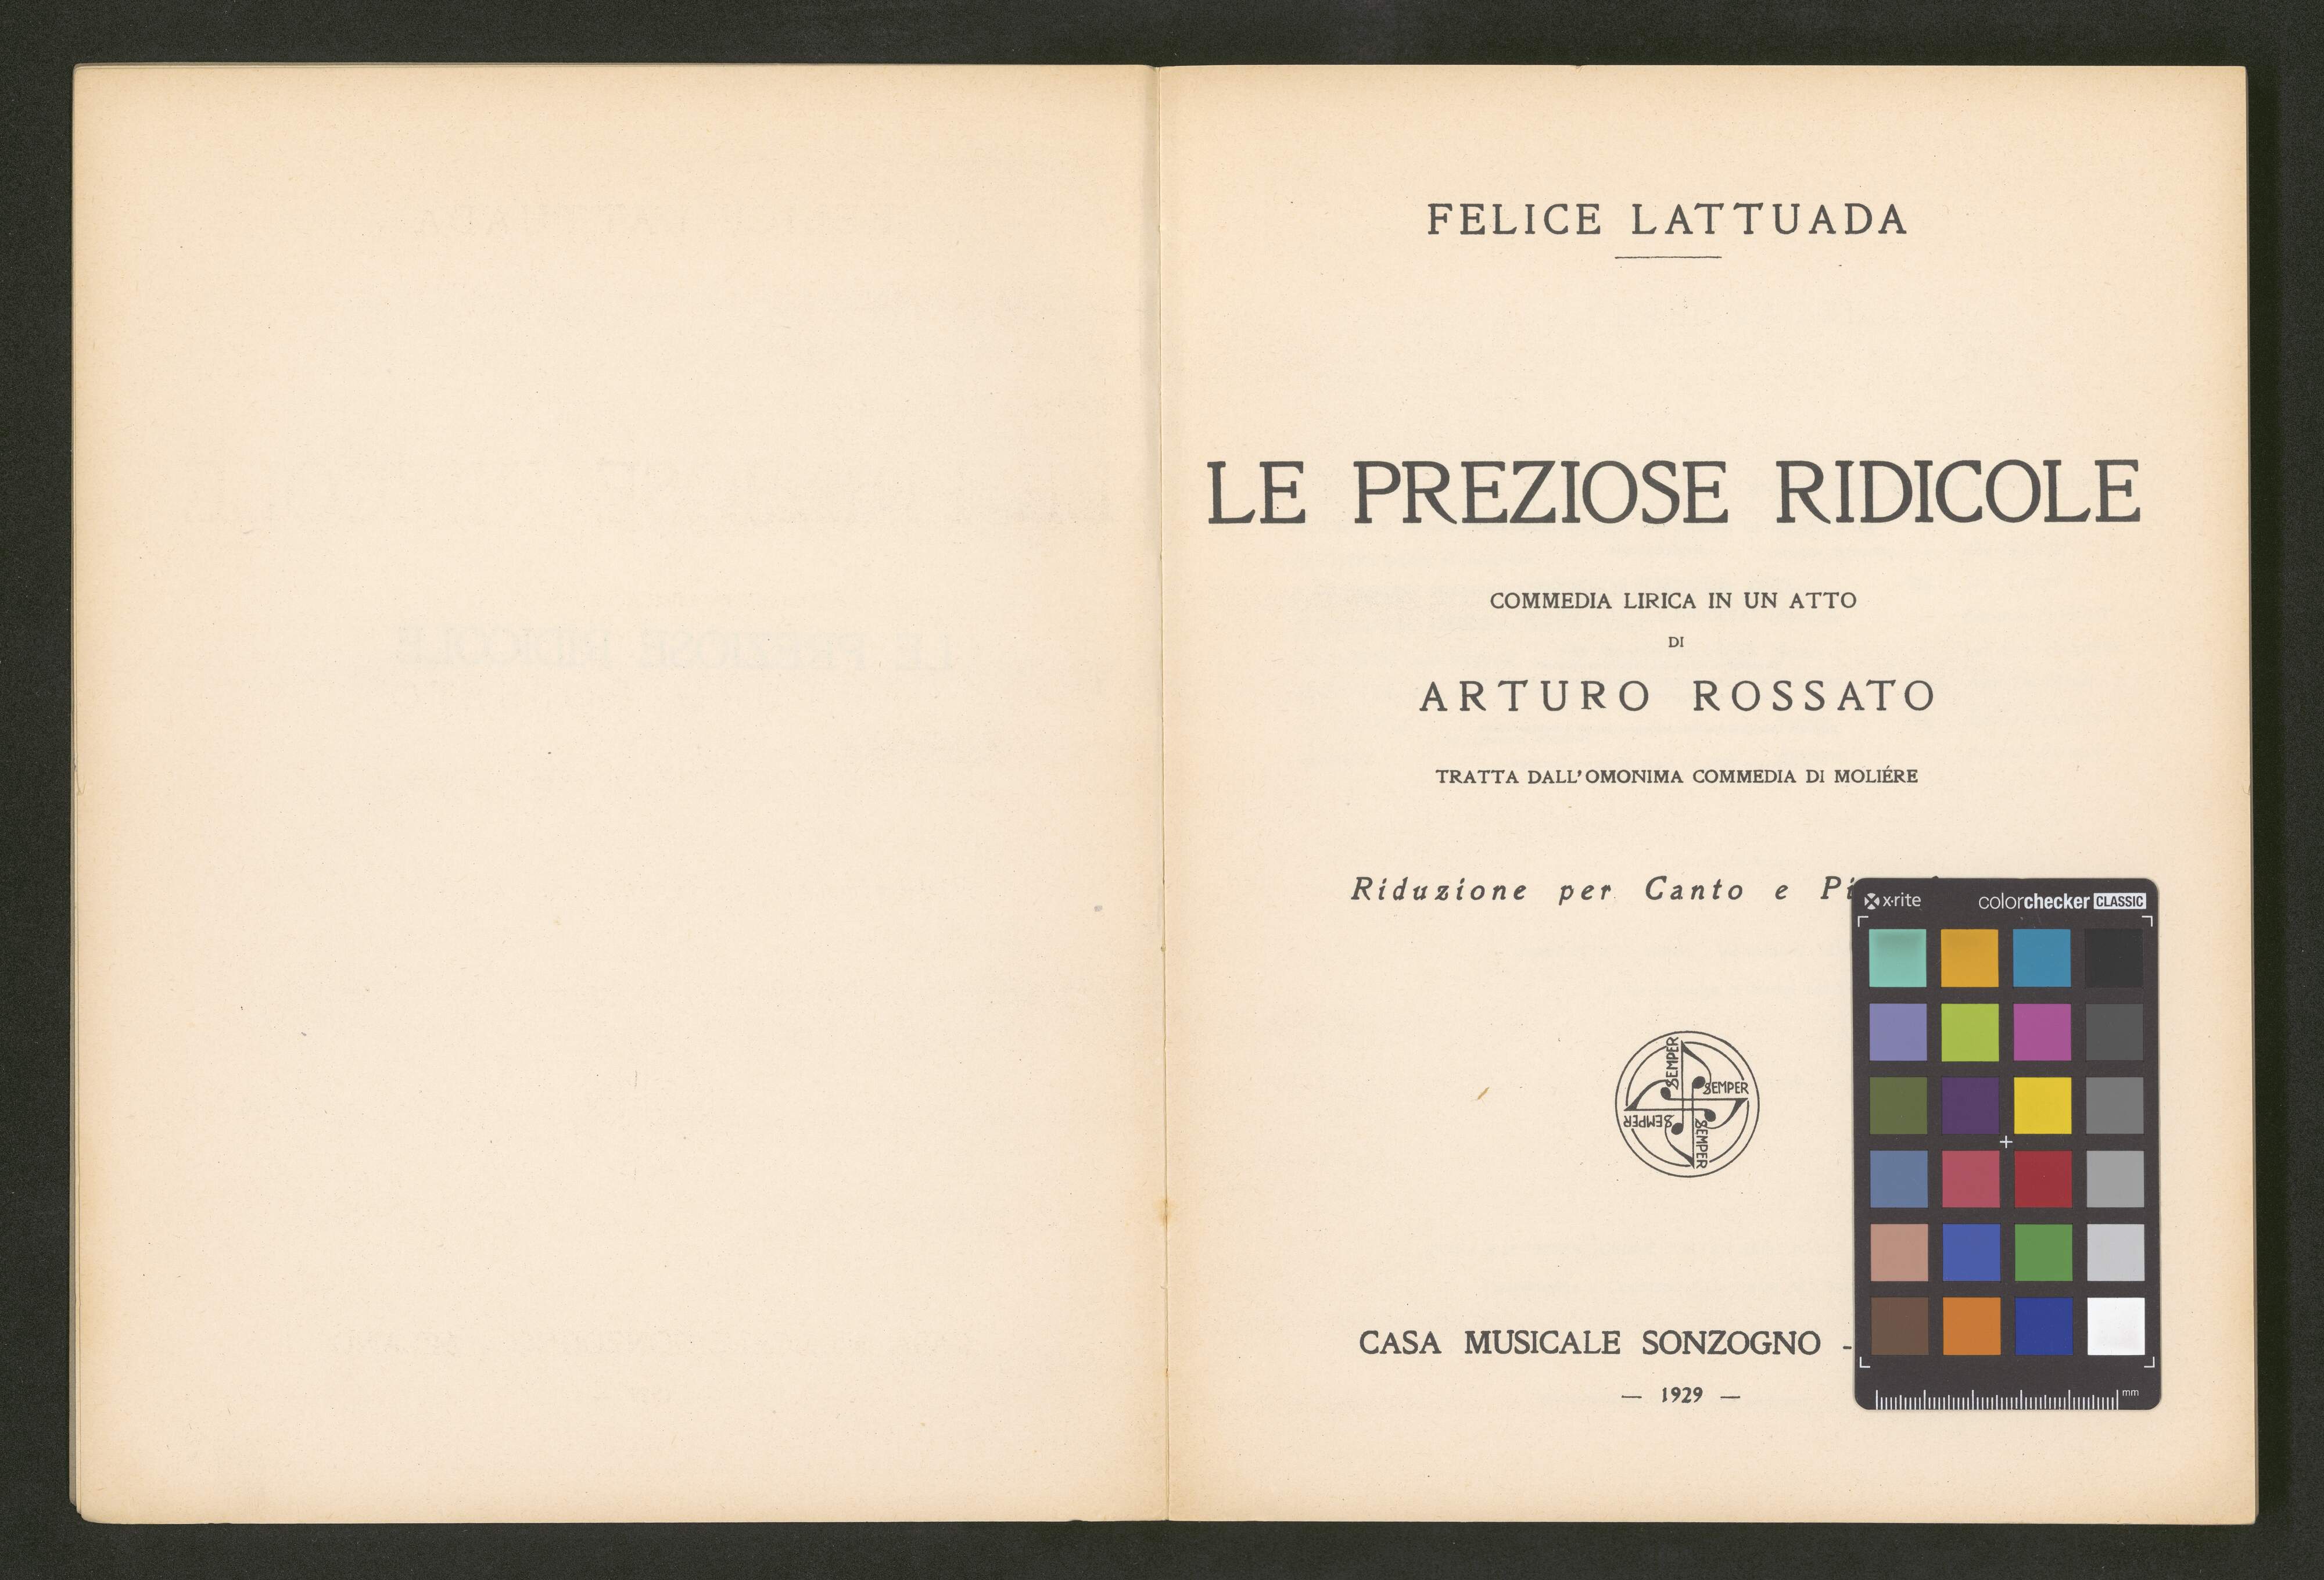 FELICE LATTUADA
LE PREZIOSE RIDICOLE
COMMEDIA LIRICA IN UN ATTO
DI
ARTURO ROSSATO
TRATTA DALL'OMONIMA COMMEDIA DI MOLIÉRE
Riduzione per Canto e
x·rite colorchecker CLASSIC
SEMPER
SEMPER
SEMPER
SEMPER
CASA MUSICALE SONZOGNO -
— 1929 —
mm